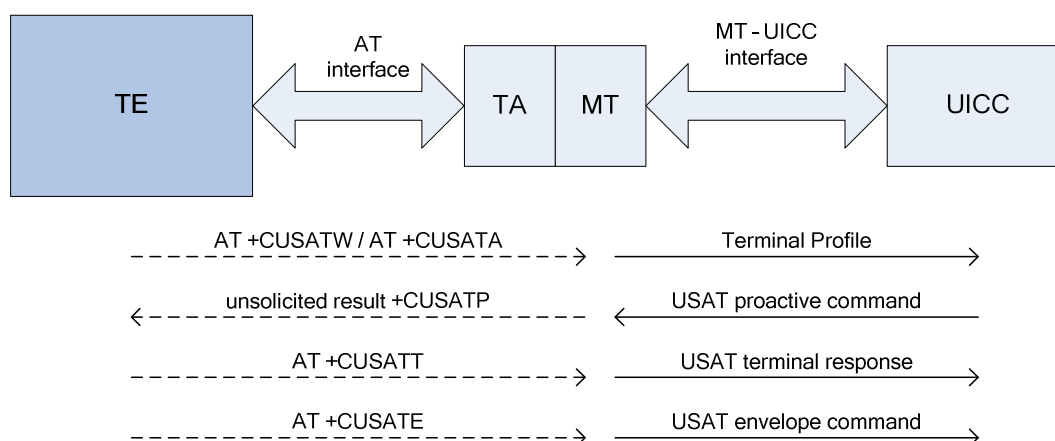 AT
interface
MT - UICC
interface
TE
TA
MT
UICC
AT +CUSATW / AT +CUSATA
Terminal Profile
unsolicited result +CUSATP
USAT proactive command
AT +CUSATT
USAT terminal response
AT +CUSATE
USAT envelope command